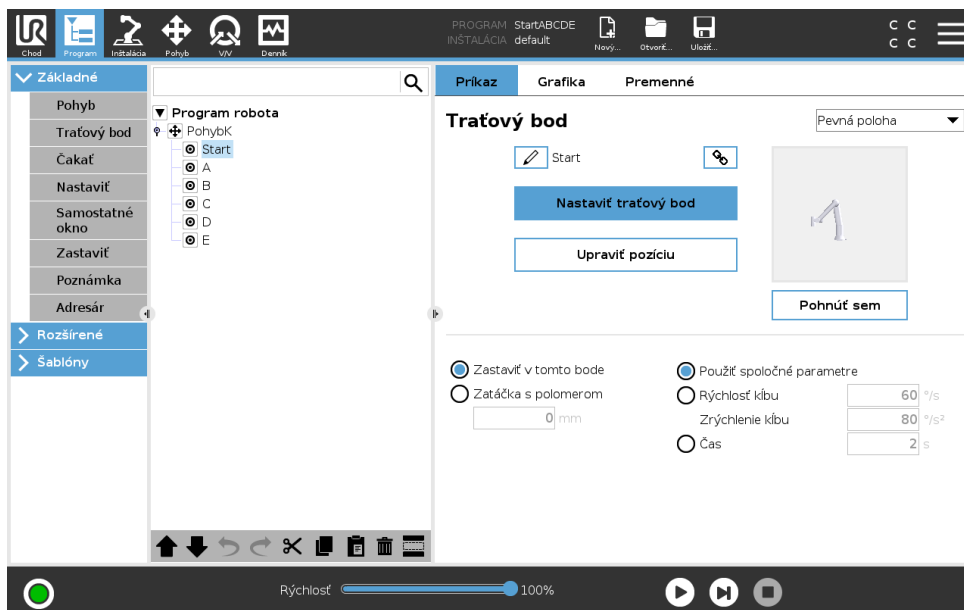 PROGRAM StartABCDE
INŠTALÁCIA default
Chod Program Inštalácia Pohyb V/V Denník Nový... Otvoriť... Uložiť...
C C
C C
Základné
Pohyb
Traťový bod
Čakať
Nastaviť
Samostatné
okno
Zastaviť
Poznámka
Adresár
Rozšírené
Šablóny
Program robota
PohybK
Start
A
B
C
D
E
Príkaz Grafika Premenné
Traťový bod
Pevná poloha
Start
Nastaviť traťový bod
Upraviť pozíciu
Pohnúť sem
Zastaviť v tomto bode
Zatáčka s polomerom
0 mm
Použiť spoločné parametre
Rýchlosť kĺbu 60 °/s
Zrýchlenie kĺbu 80 °/s²
Čas 2 s
Rýchlosť 100%